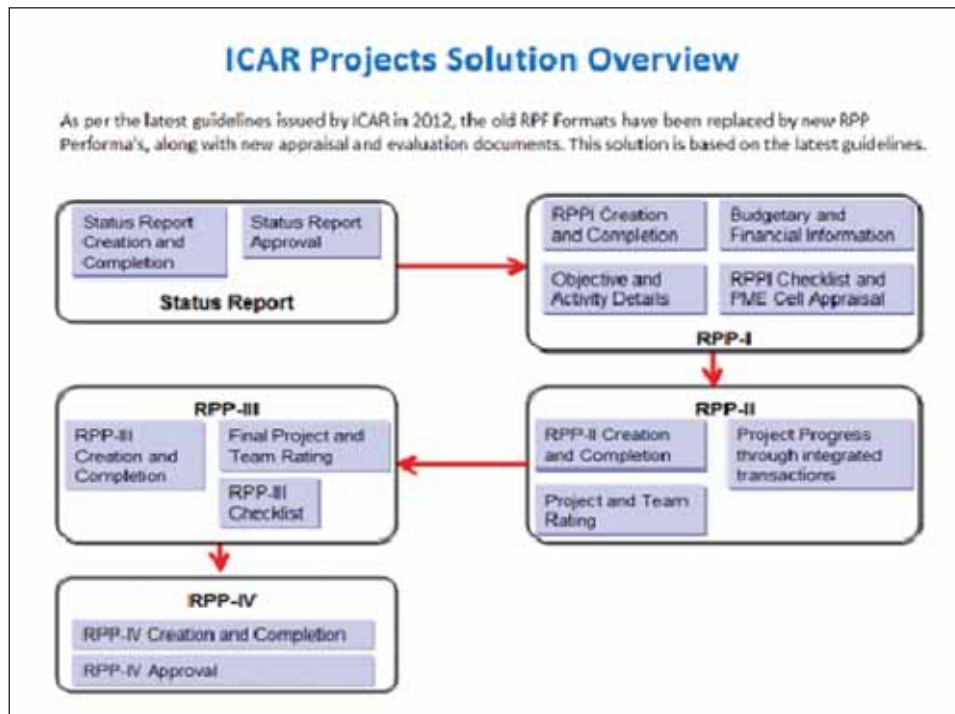 ICAR Projects Solution Overview
As per the latest guidelines issued by ICAR in 2012, the old RPF Formats have been replaced by new RPP
Performa's, along with new appraisal and evaluation documents. This solution is based on the latest guidelines.
Status Report
Creation and
Completion
Status Report
Approval
Status Report
RPPI Creation
and Completion
Budgetary and
Financial Information
Objective and
Activity Details
RPPI Checklist and
PME Cell Appraisal
RPP-I
RPP-II
RPP-II Creation
and Completion
Project Progress
through integrated
transactions
Project and Team
Rating
RPP-III
RPP-III
Creation and
Completion
Final Project and
Team Rating
RPP-III
Checklist
RPP-IV
RPP-IV Creation and Completion
RPP-IV Approval